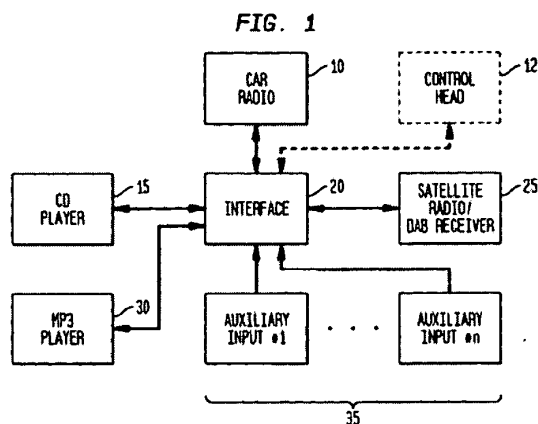 FIG. 1
CAR
RADIO
10
CONTROL
HEAD
12
CD
PLAYER
15
INTERFACE
20
SATELLITE
RADIO/
DAB RECEIVER
25
MP3
PLAYER
30
AUXILIARY
INPUT #1
. . .
AUXILIARY
INPUT #n
35